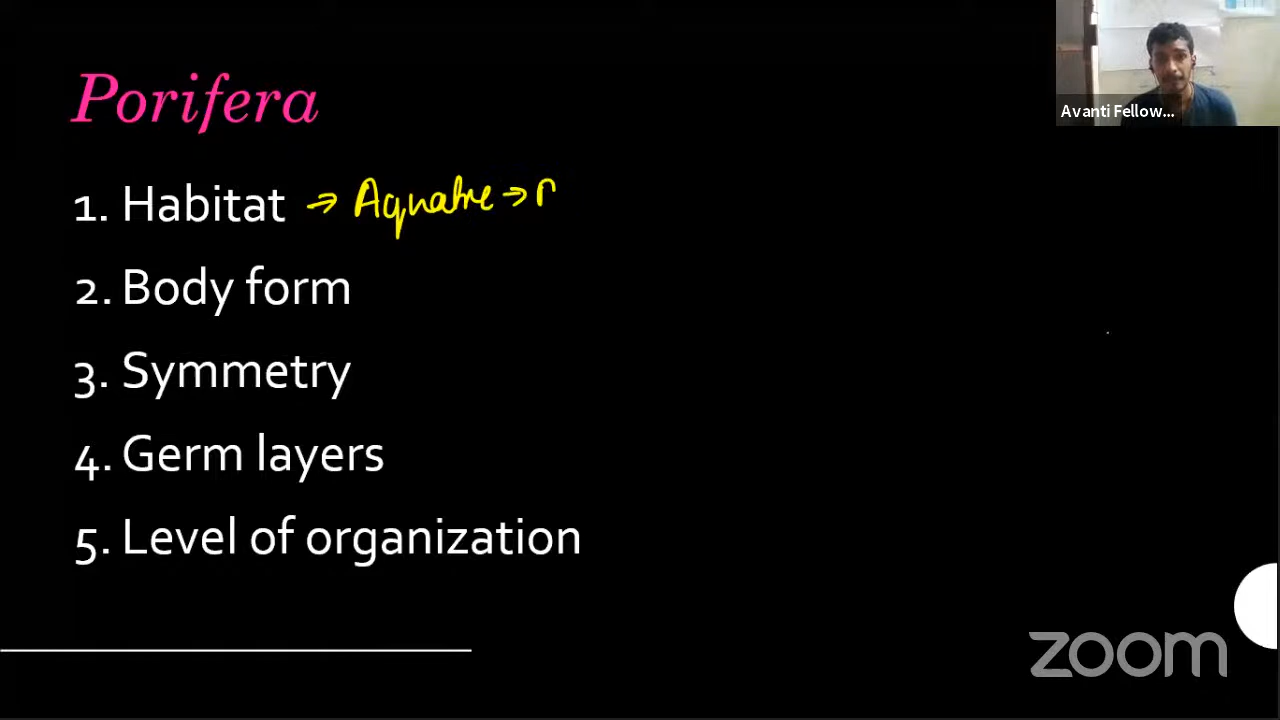 Porifera
Avanti Fellow...
1. Habitat → Aquatic →
2. Body form
3. Symmetry
4. Germ layers
5. Level of organization
zoom